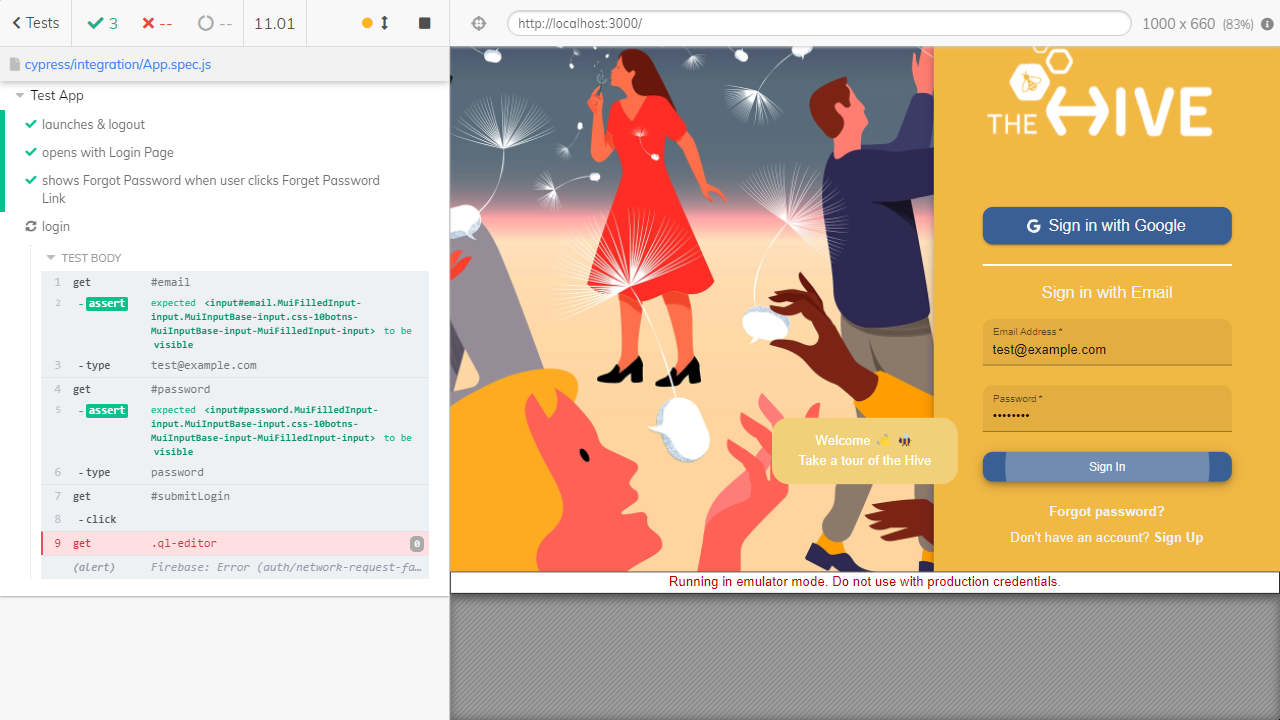 Tests
3
--
--
11.01
http://localhost:3000/
1000 x 660 (83%)
cypress/integration/App.spec.js
Test App
launches & logout
opens with Login Page
shows Forgot Password when user clicks Forget Password
Link
login
TEST BODY
1 get #email
2 -assert expected <input#email.MuiFilledInput-
input.MuiInputBase-input.css-10botns-
MuiInputBase-input-MuiFilledInput-input> to be
visible
3 -type test@example.com
4 get #password
5 -assert expected <input#password.MuiFilledInput-
input.MuiInputBase-input.css-10botns-
MuiInputBase-input-MuiFilledInput-input> to be
visible
6 -type password
7 get #submitLogin
8 -click
9 get .ql-editor 0
(alert) Firebase: Error (auth/network-request-fa…
THE HIVE
Sign in with Google
Sign in with Email
Email Address *
test@example.com
Password *
••••••••
Sign In
Forgot password?
Don't have an account? Sign Up
Welcome 👋 🐝
Take a tour of the Hive
Running in emulator mode. Do not use with production credentials.